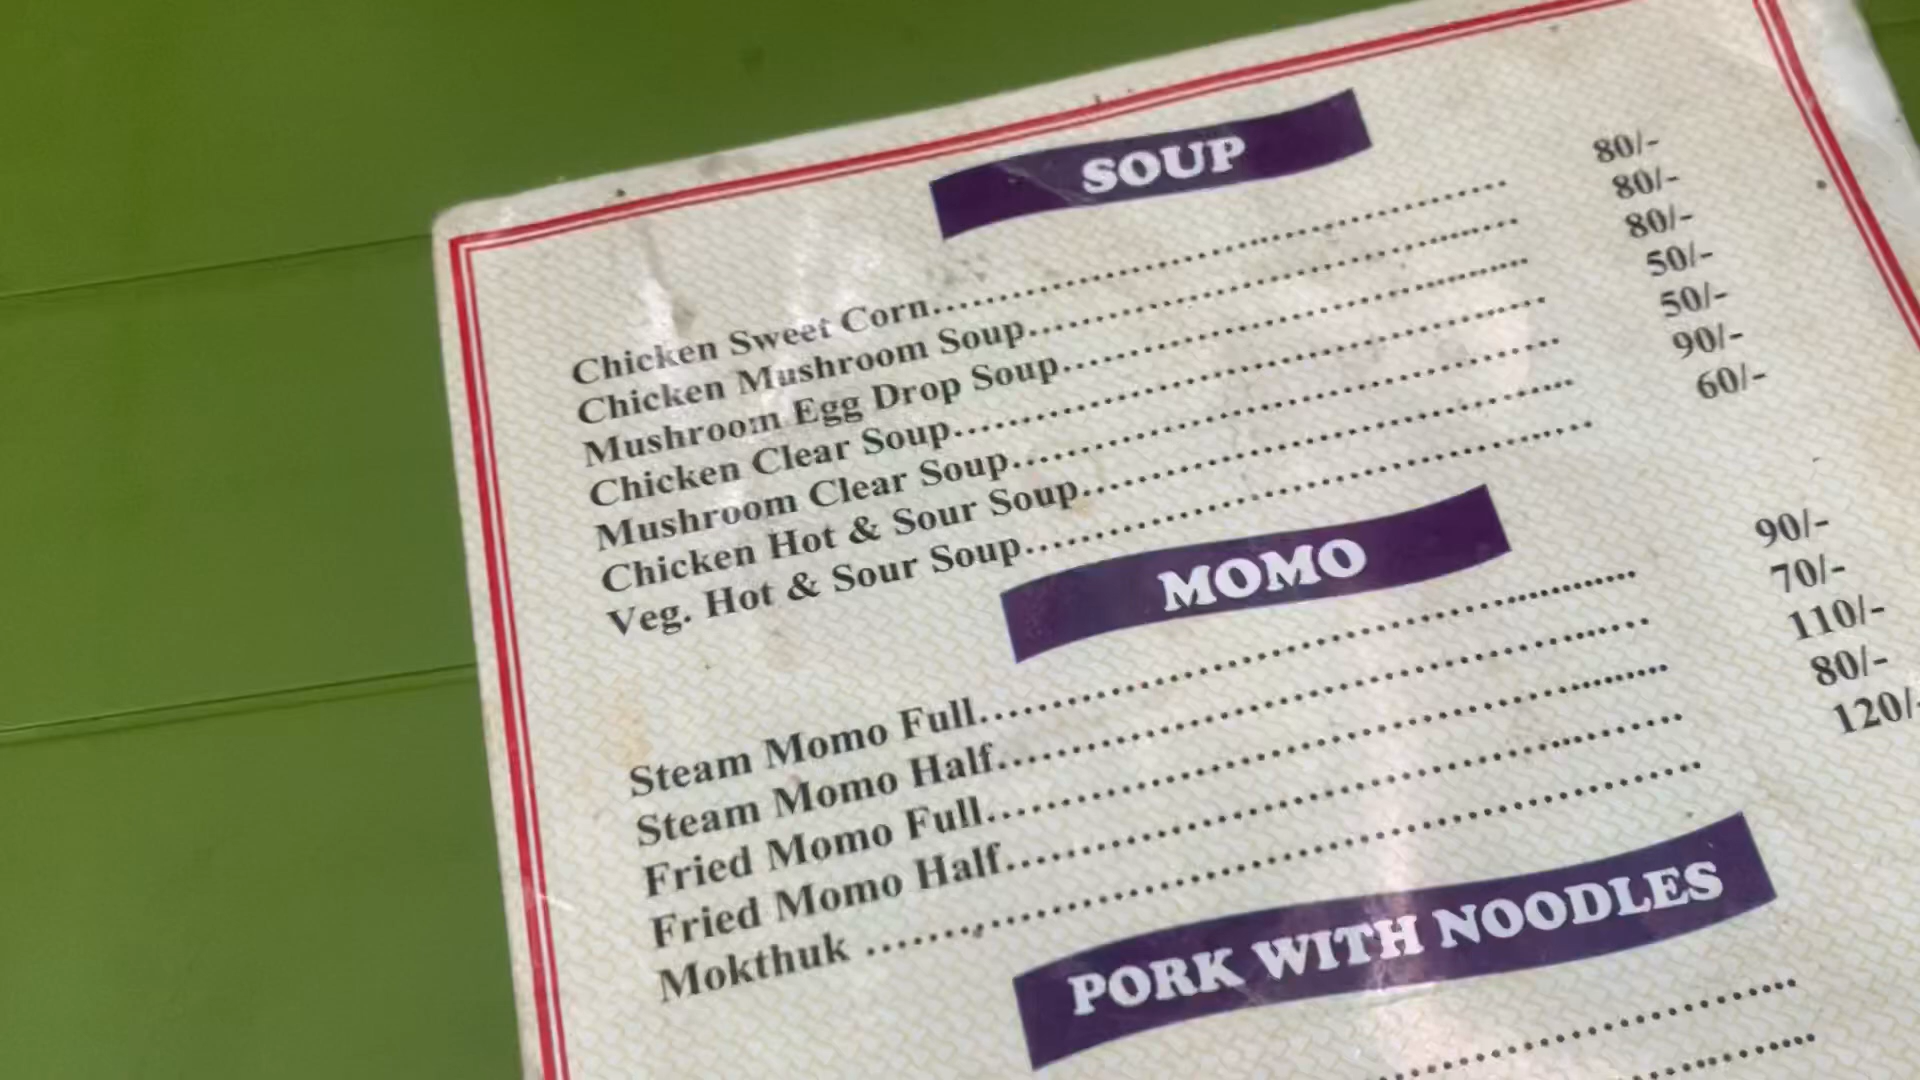 SOUP
Chicken Sweet Corn.......................................................... 80/-
Chicken Mushroom Soup.................................................. 80/-
Mushroom Egg Drop Soup................................................ 80/-
Chicken Clear Soup............................................................ 50/-
Mushroom Clear Soup........................................................ 50/-
Chicken Hot & Sour Soup.................................................. 90/-
Veg. Hot & Sour Soup......................................................... 60/-
MOMO
Steam Momo Full................................................................ 90/-
Steam Momo Half............................................................... 70/-
Fried Momo Full................................................................. 110/-
Fried Momo Half................................................................ 80/-
Mokthuk ............................................................................. 120/-
PORK WITH NOODLES